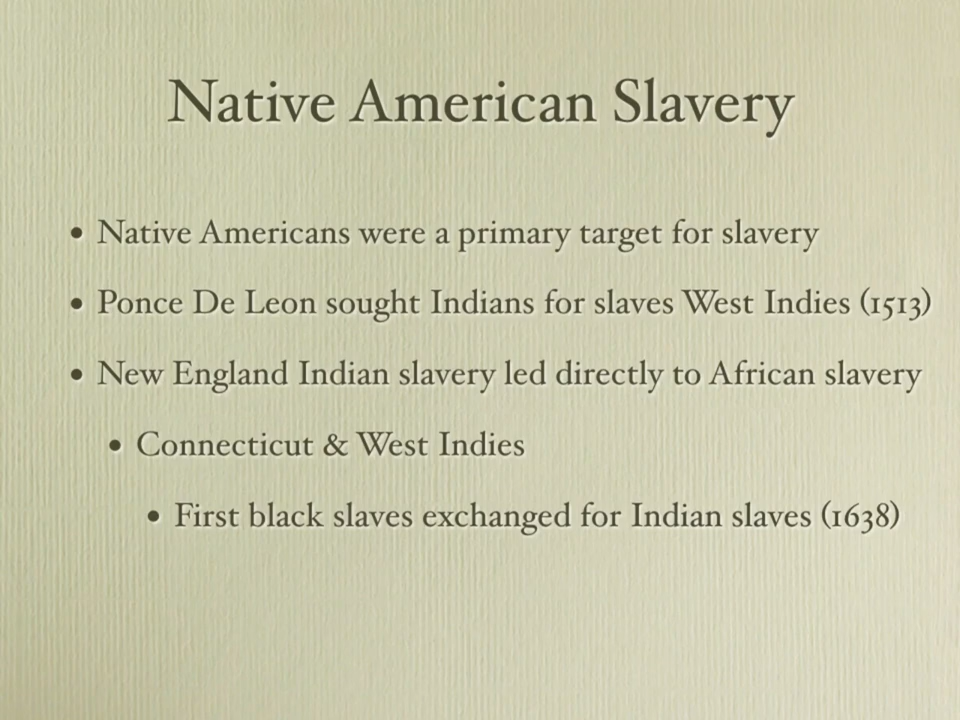 Native American Slavery
• Native Americans were a primary target for slavery
• Ponce De Leon sought Indians for slaves West Indies (1513)
• New England Indian slavery led directly to African slavery
• Connecticut & West Indies
• First black slaves exchanged for Indian slaves (1638)